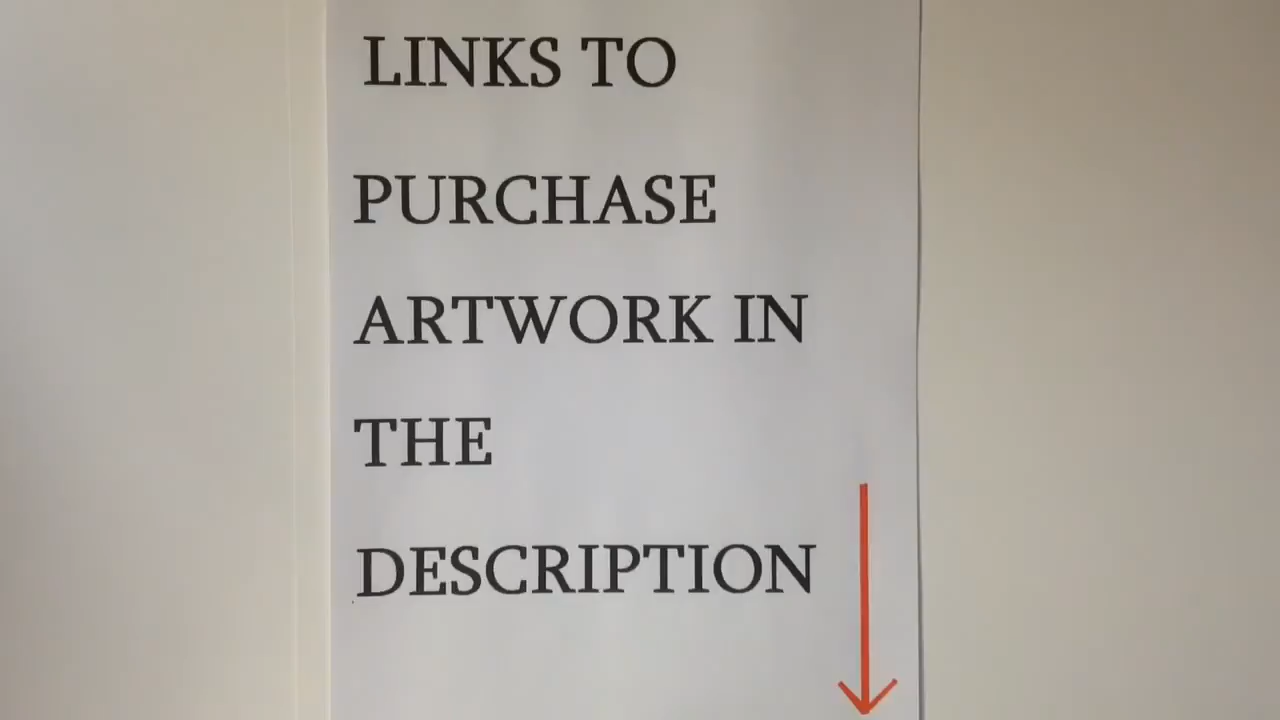 LINKS TO
PURCHASE
ARTWORK IN
THE
DESCRIPTION